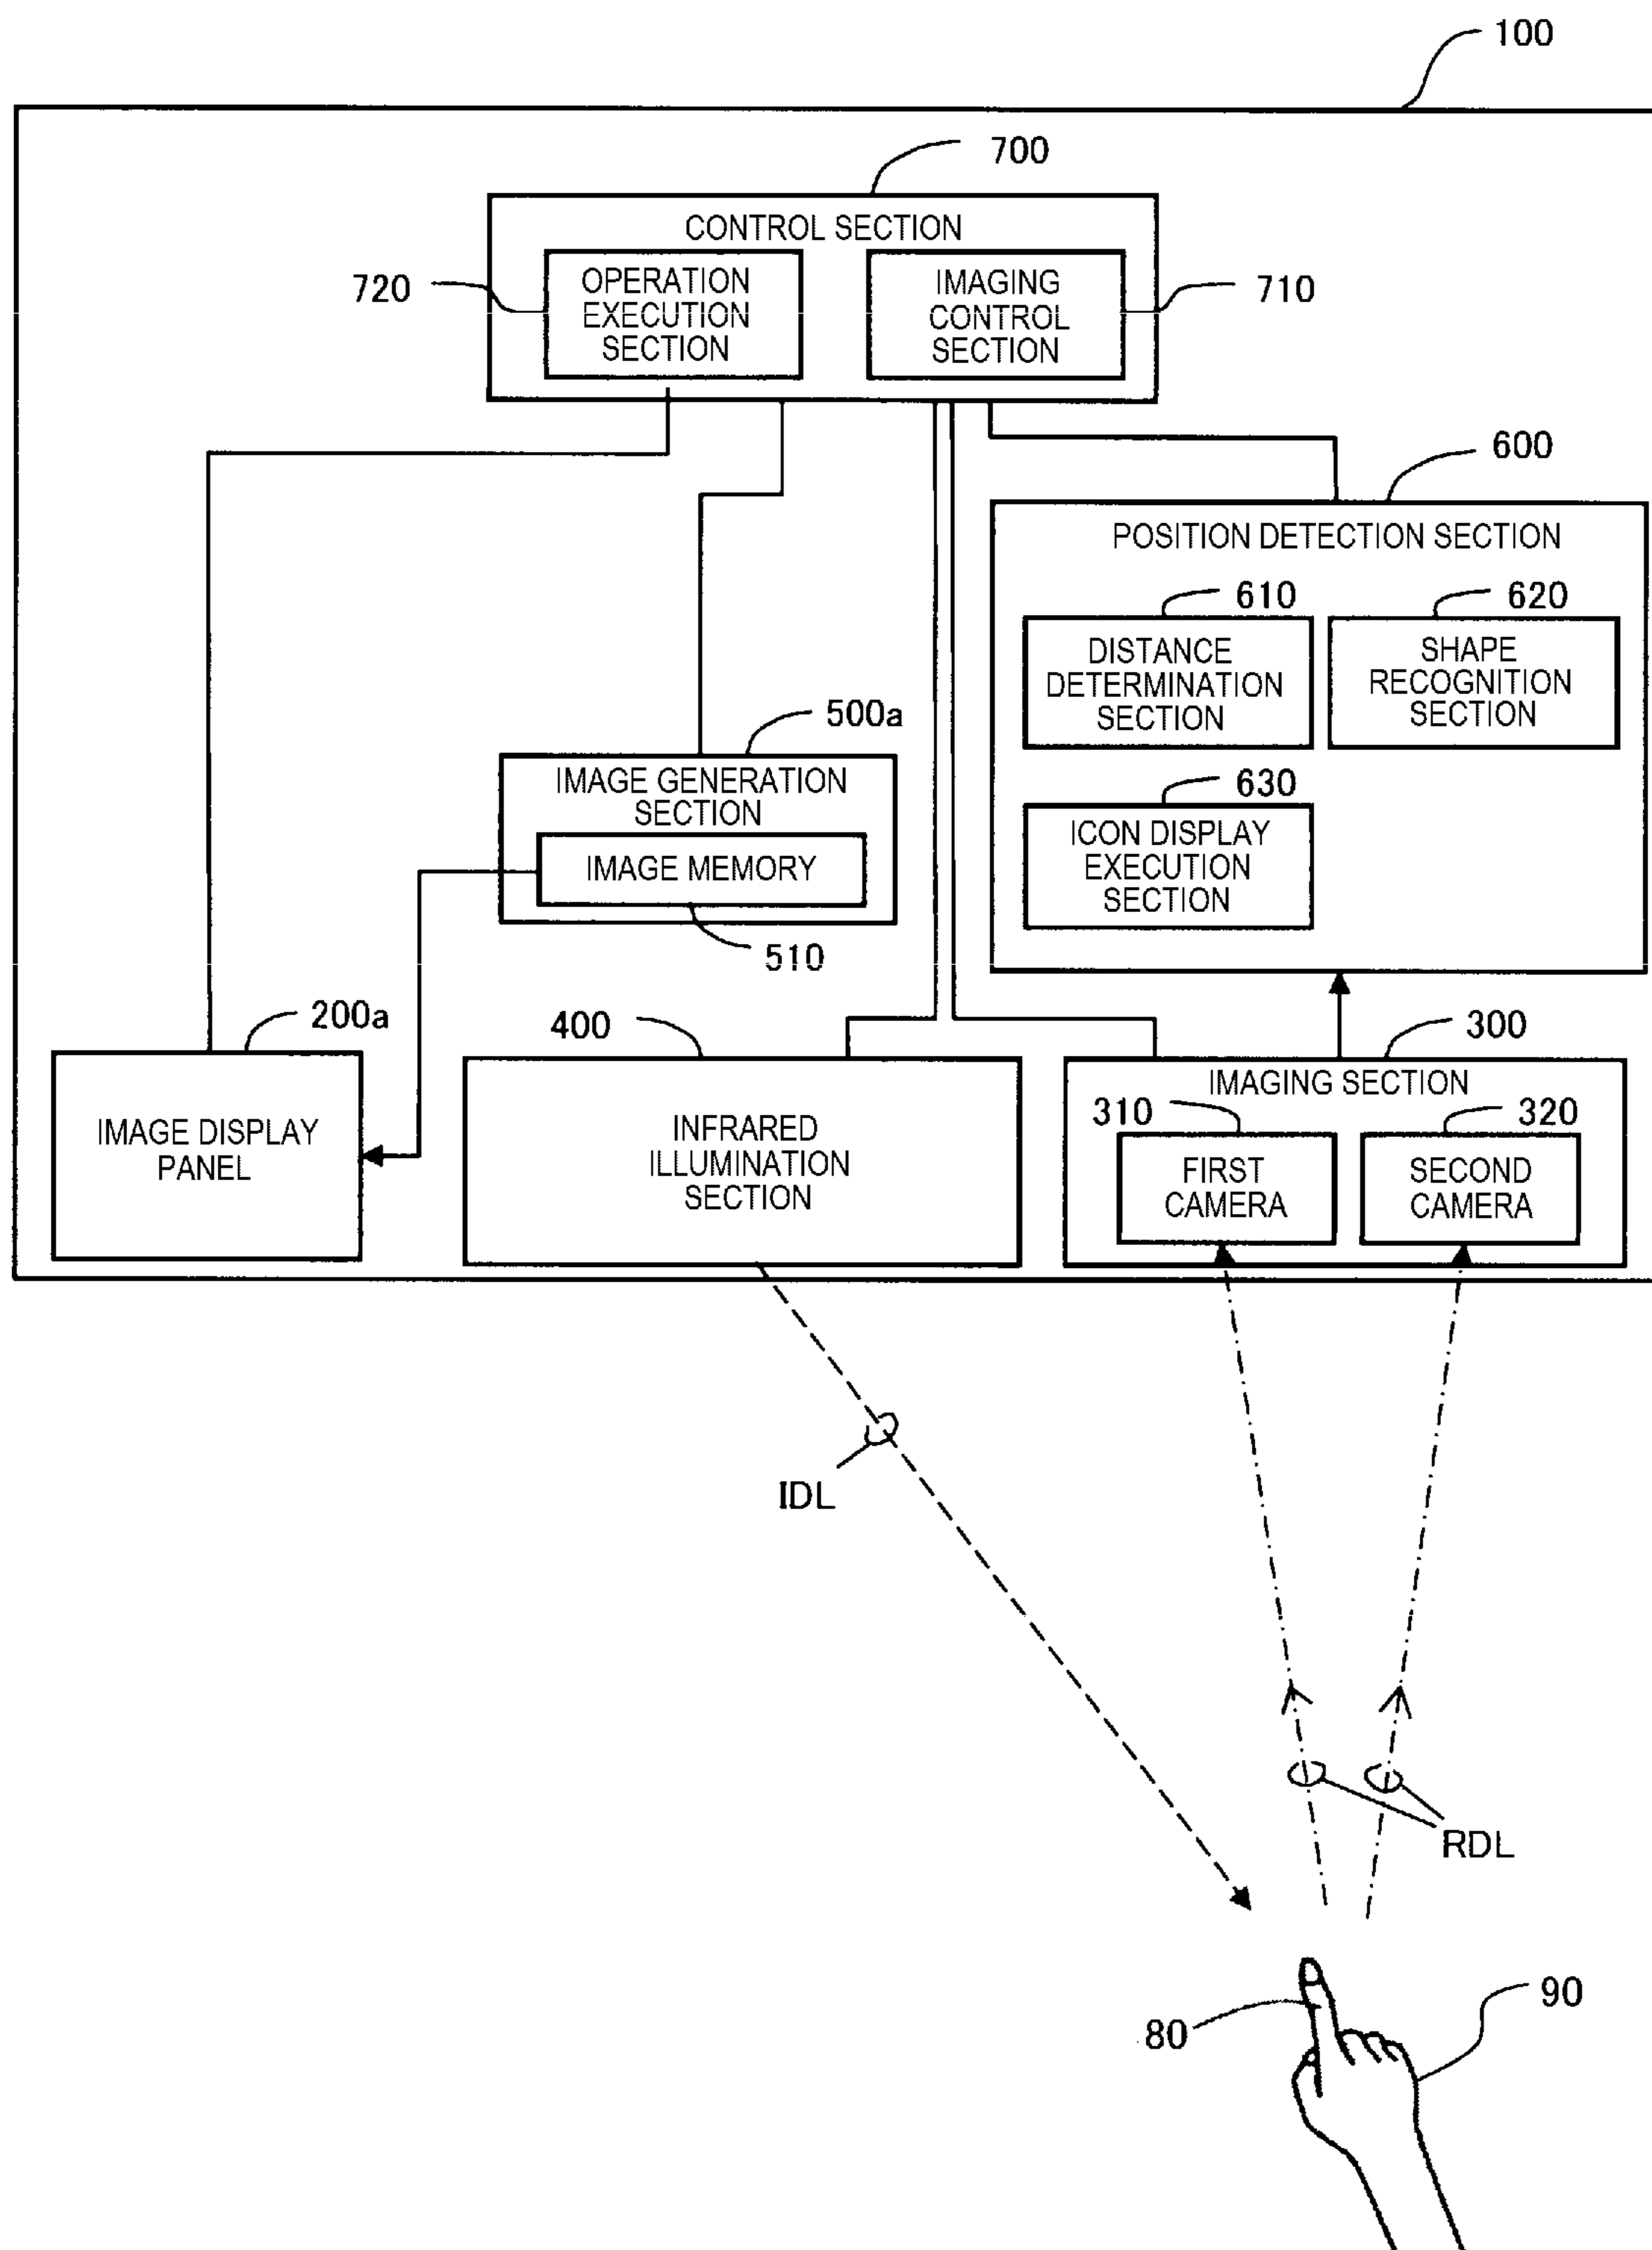 100
700
CONTROL SECTION
720
OPERATION
EXECUTION
SECTION
IMAGING
CONTROL
SECTION
710
600
POSITION DETECTION SECTION
610
620
DISTANCE
DETERMINATION
SECTION
SHAPE
RECOGNITION
SECTION
500a
IMAGE GENERATION
SECTION
630
ICON DISPLAY
EXECUTION
SECTION
IMAGE MEMORY
510
200a
400
300
IMAGE DISPLAY
PANEL
INFRARED
ILLUMINATION
SECTION
IMAGING SECTION
310
320
FIRST
CAMERA
SECOND
CAMERA
IDL
RDL
80
90